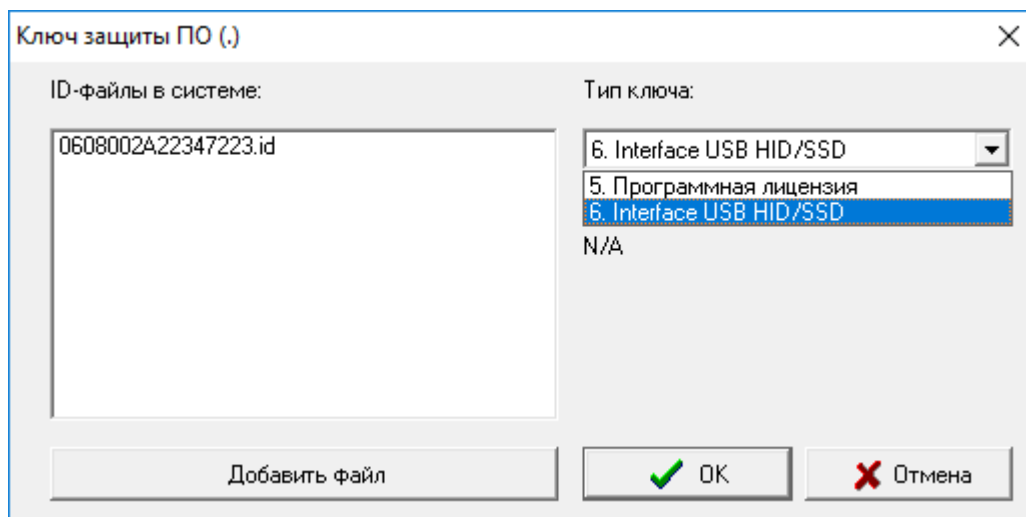 Ключ защиты ПО (.)
ID-файлы в системе:
0608002A22347223.id
Добавить файл
Тип ключа:
6. Interface USB HID/SSD
5. Программная лицензия
6. Interface USB HID/SSD
N/A
OK
Отмена